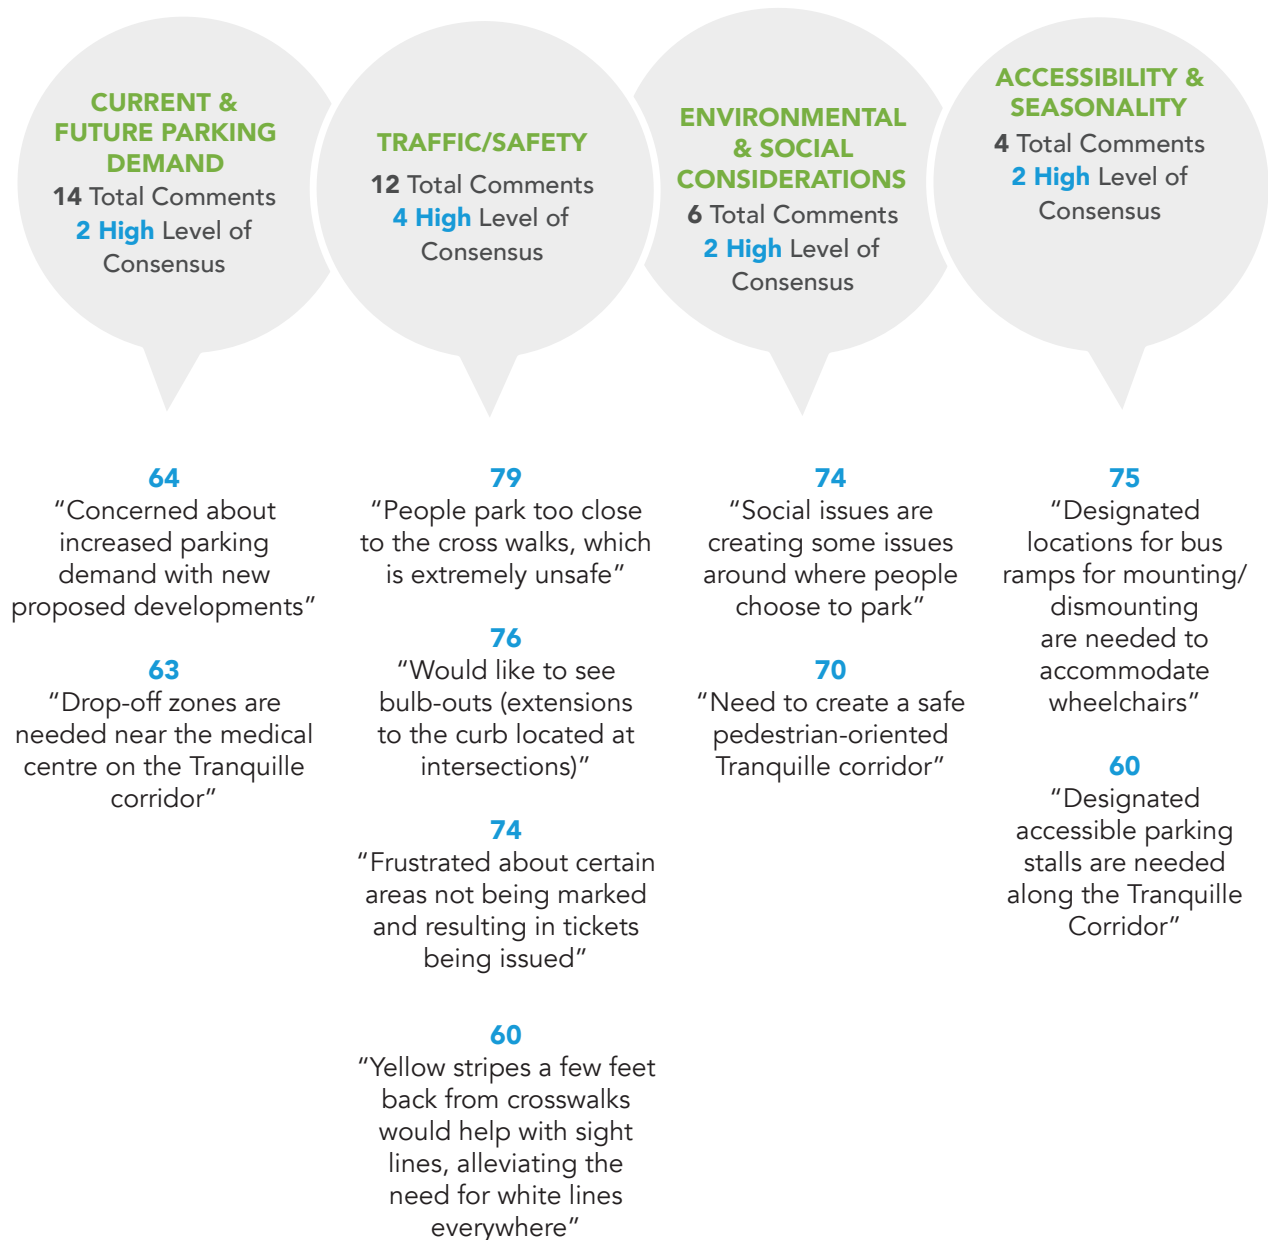 CURRENT &
FUTURE PARKING
DEMAND
14 Total Comments
2 High Level of
Consensus
64
“Concerned about
increased parking
demand with new
proposed developments”
63
“Drop-off zones are
needed near the medical
centre on the Tranquille
corridor”
TRAFFIC/SAFETY
12 Total Comments
4 High Level of
Consensus
79
“People park too close
to the cross walks, which
is extremely unsafe”
76
“Would like to see
bulb-outs (extensions
to the curb located at
intersections)”
74
“Frustrated about certain
areas not being marked
and resulting in tickets
being issued”
60
“Yellow stripes a few feet
back from crosswalks
would help with sight
lines, alleviating the
need for white lines
everywhere”
ENVIRONMENTAL
& SOCIAL
CONSIDERATIONS
6 Total Comments
2 High Level of
Consensus
74
“Social issues are
creating some issues
around where people
choose to park”
70
“Need to create a safe
pedestrian-oriented
Tranquille corridor”
ACCESSIBILITY &
SEASONALITY
4 Total Comments
2 High Level of
Consensus
75
“Designated
locations for bus
ramps for mounting/
dismounting
are needed to
accommodate
wheelchairs”
60
“Designated
accessible parking
stalls are needed
along the Tranquille
Corridor”